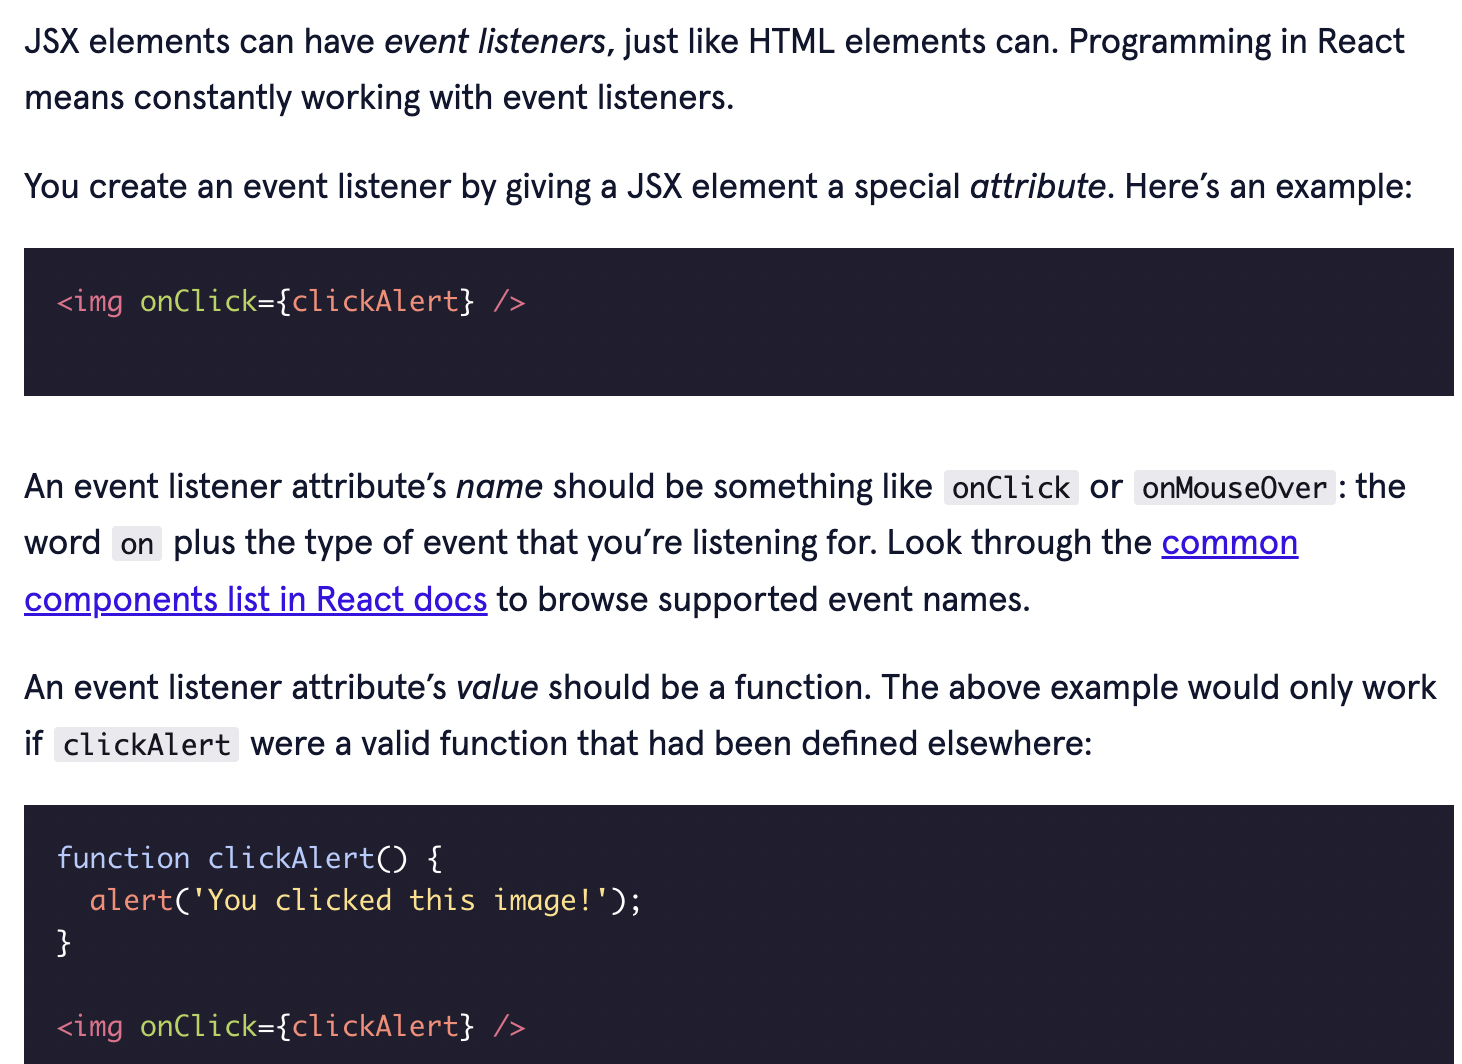 JSX elements can have event listeners, just like HTML elements can. Programming in React
means constantly working with event listeners.
You create an event listener by giving a JSX element a special attribute. Here’s an example:
<img onClick={clickAlert} />
An event listener attribute’s name should be something like onClick or onMouseOver: the
word on plus the type of event that you’re listening for. Look through the common
components list in React docs to browse supported event names.
An event listener attribute’s value should be a function. The above example would only work
if clickAlert were a valid function that had been defined elsewhere:
function clickAlert() {
  alert('You clicked this image!');
}
<img onClick={clickAlert} />